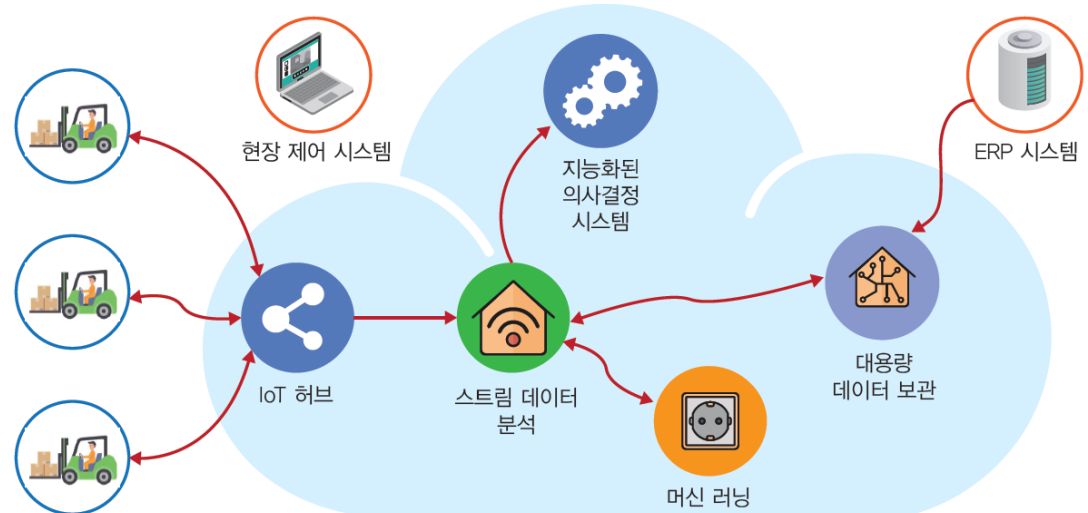 현장 제어 시스템
지능화된
의사결정
시스템
ERP 시스템
IoT 허브
스트림 데이터
분석
대용량
데이터 보관
머신 러닝